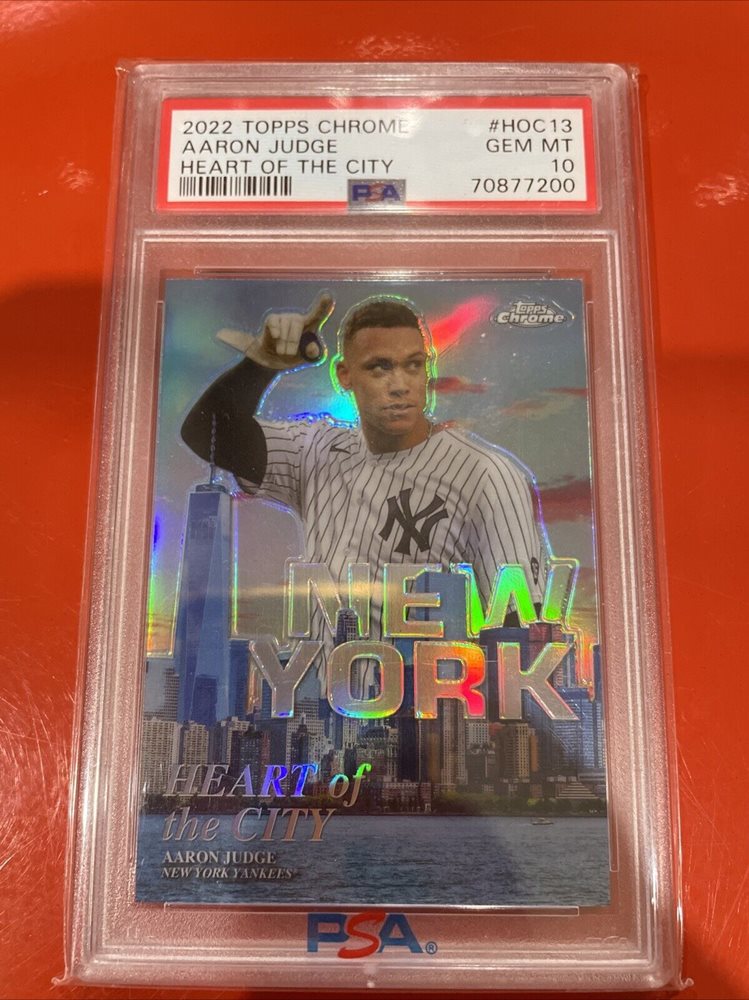 2022 TOPPS CHROME #HOC13
AARON JUDGE GEM MT
HEART OF THE CITY 10
PSA 70877200
Topps
Chrome
NY
NEW
YORK
HEART of
the CITY
AARON JUDGE
NEW YORK YANKEES®
PSA®